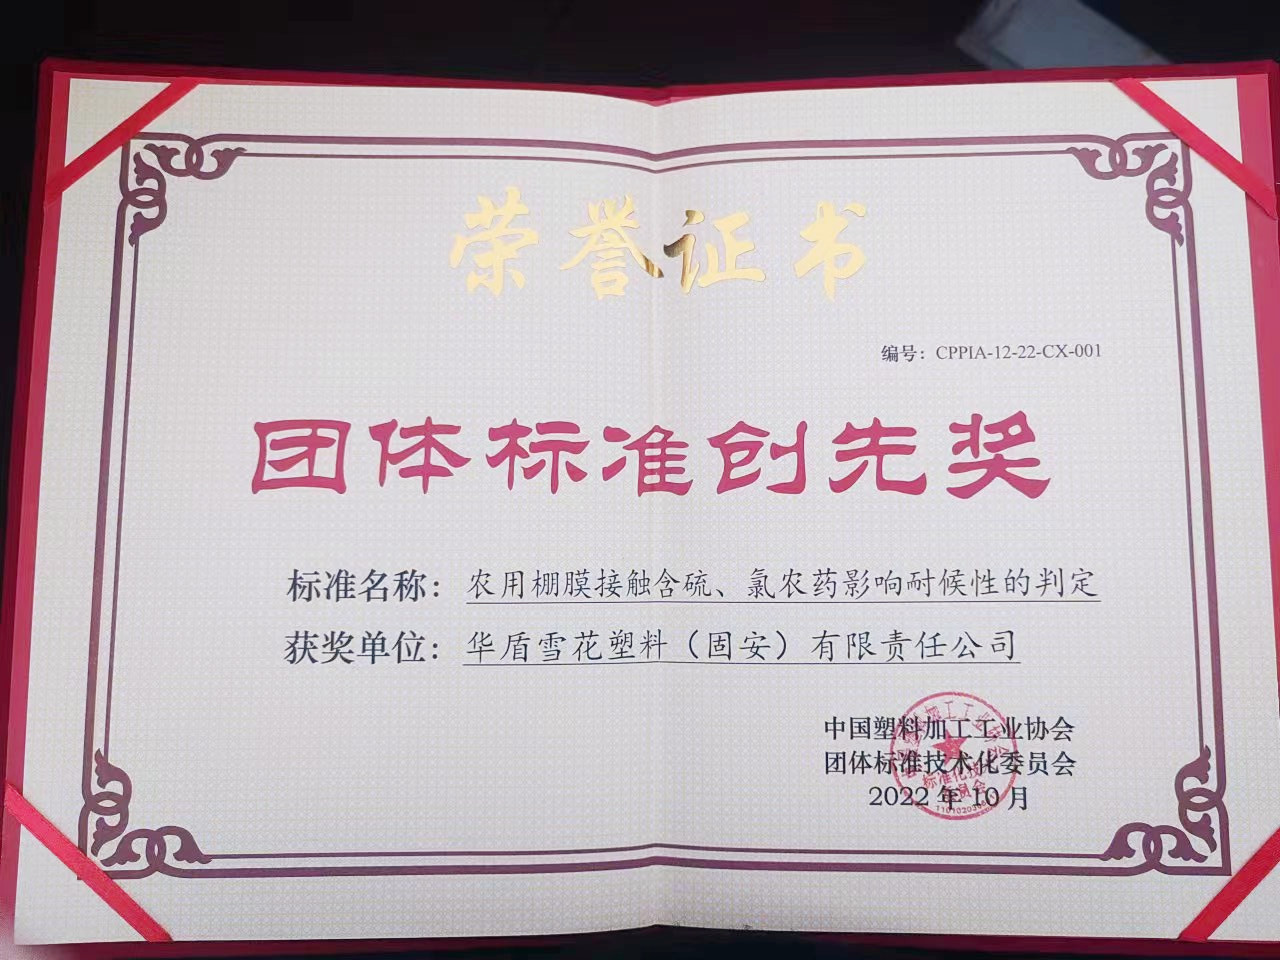 荣誉证书
编号：CPPIA-12-22-CX-001
团体标准创先奖
标准名称：农用棚膜接触含硫、氯农药影响耐候性的判定
获奖单位：华盾雪花塑料（固安）有限责任公司
中国塑料加工工业协会
团体标准技术化委员会
2022年10月